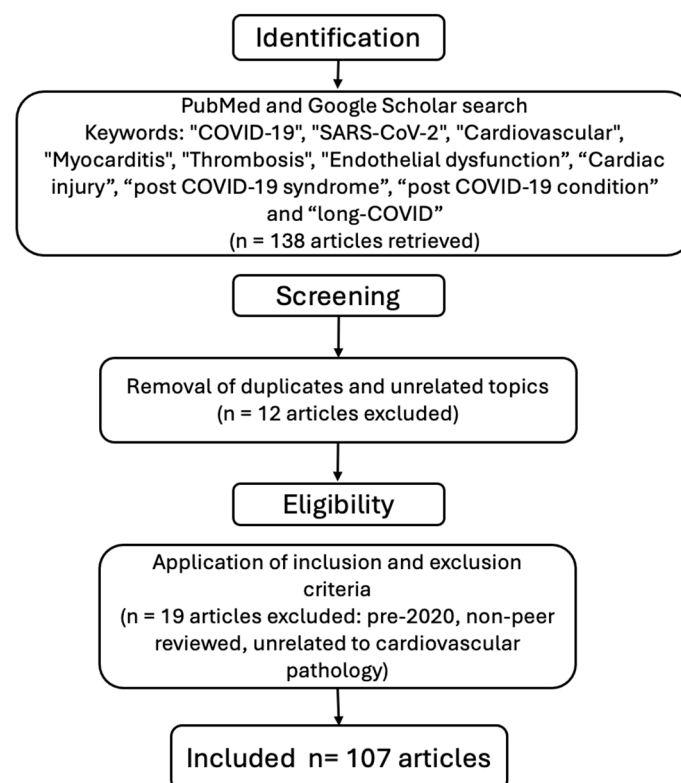 Identification
PubMed and Google Scholar search
Keywords: "COVID-19", "SARS-CoV-2", "Cardiovascular",
"Myocarditis", "Thrombosis", "Endothelial dysfunction”, “Cardiac
injury”, “post COVID-19 syndrome”, “post COVID-19 condition”
and “long-COVID”
(n = 138 articles retrieved)
Screening
Removal of duplicates and unrelated topics
(n = 12 articles excluded)
Eligibility
Application of inclusion and exclusion
criteria
(n = 19 articles excluded: pre-2020, non-peer
reviewed, unrelated to cardiovascular
pathology)
Included n= 107 articles